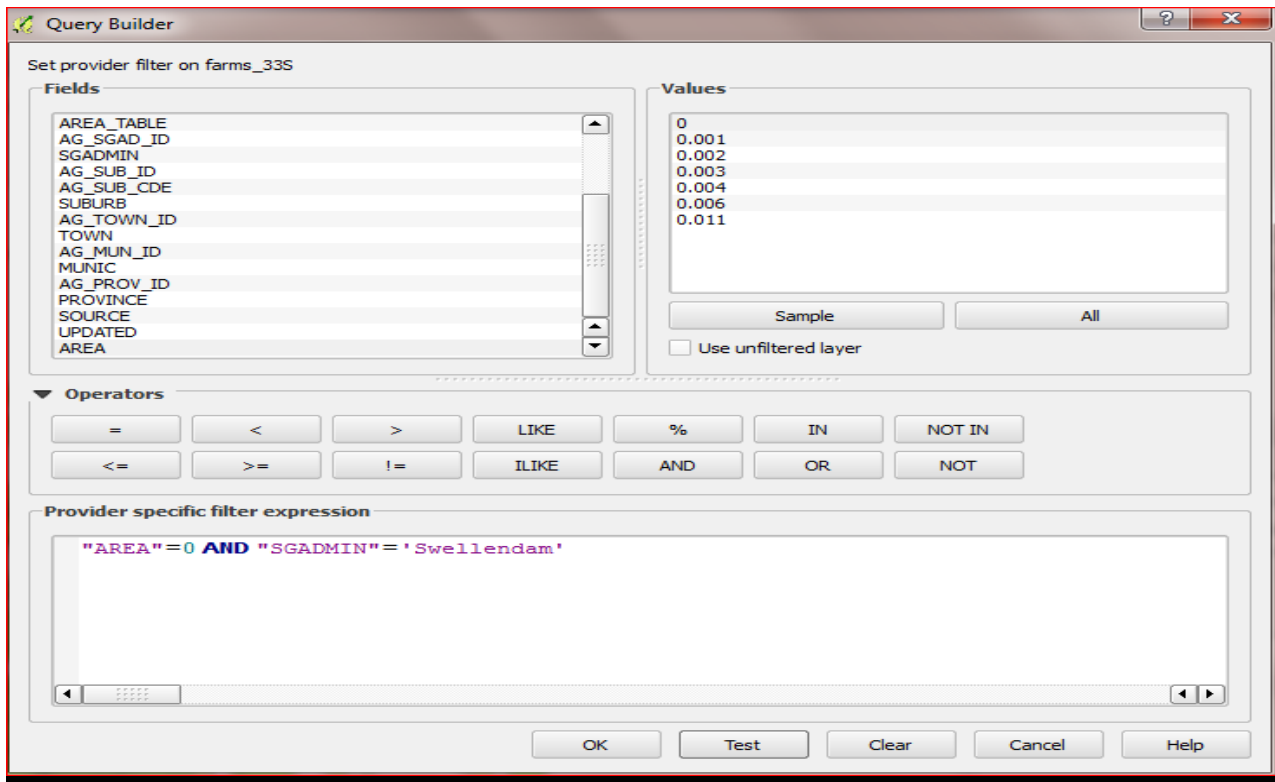 Query Builder
?
Set provider filter on farms_33S
Fields
AREA_TABLE
AG_SGAD_ID
SGADMIN
AG_SUB_ID
AG_SUB_CDE
SUBURB
AG_TOWN_ID
TOWN
AG_MUN_ID
MUNIC
AG_PROV_ID
PROVINCE
SOURCE
UPDATED
AREA
Values
0
0.001
0.002
0.003
0.004
0.006
0.011
Sample All
Use unfiltered layer
Operators
= < > LIKE % IN NOT IN
<= >= != ILIKE AND OR NOT
Provider specific filter expression
"AREA"=0 AND "SGADMIN"='Swellendam'
OK Test Clear Cancel Help